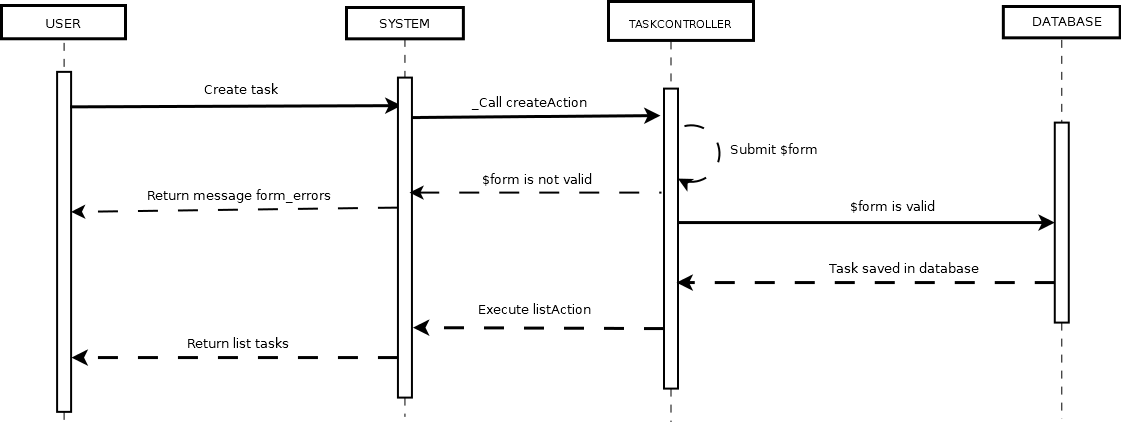 USER
SYSTEM
TASKCONTROLLER
DATABASE
Create task
_Call createAction
Submit $form
$form is not valid
Return message form_errors
$form is valid
Task saved in database
Execute listAction
Return list tasks